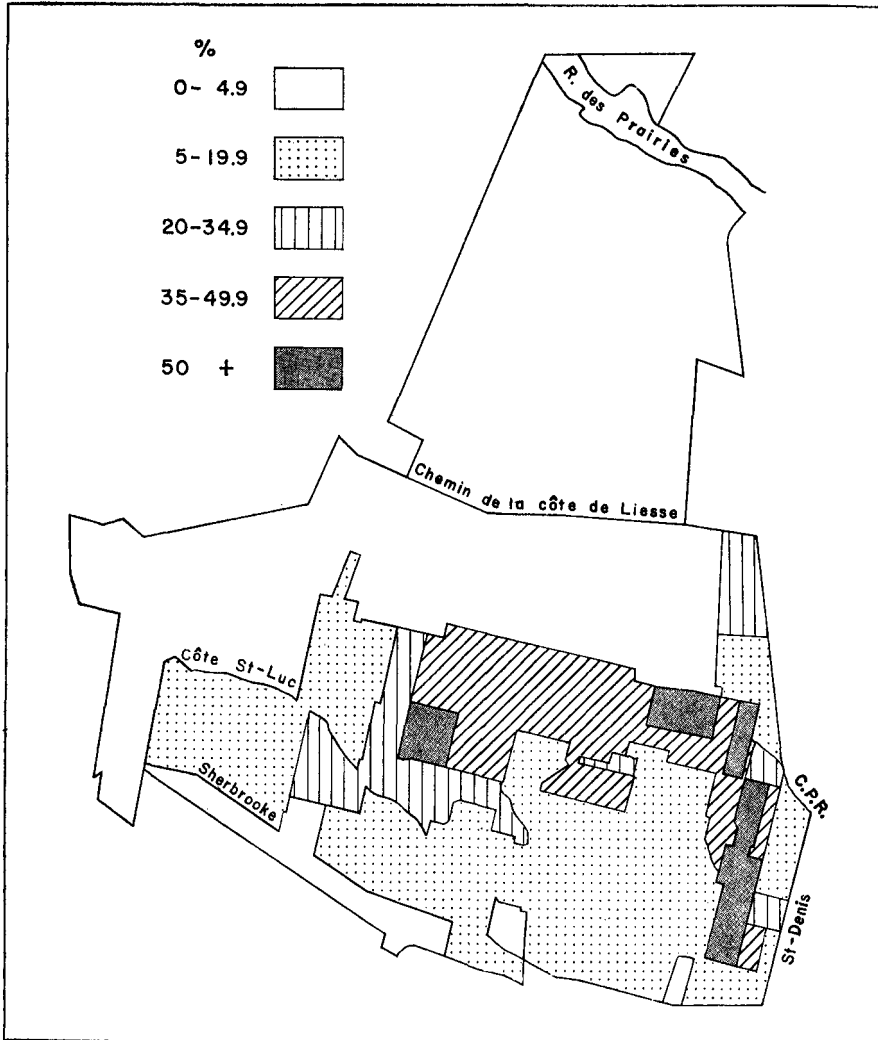 %
0- 4.9
5-19.9
20-34.9
35-49.9
50 +
R. des Prairies
Chemin de la côte de Liesse
Côte St-Luc
Sherbrooke
C.P.R.
St-Denis